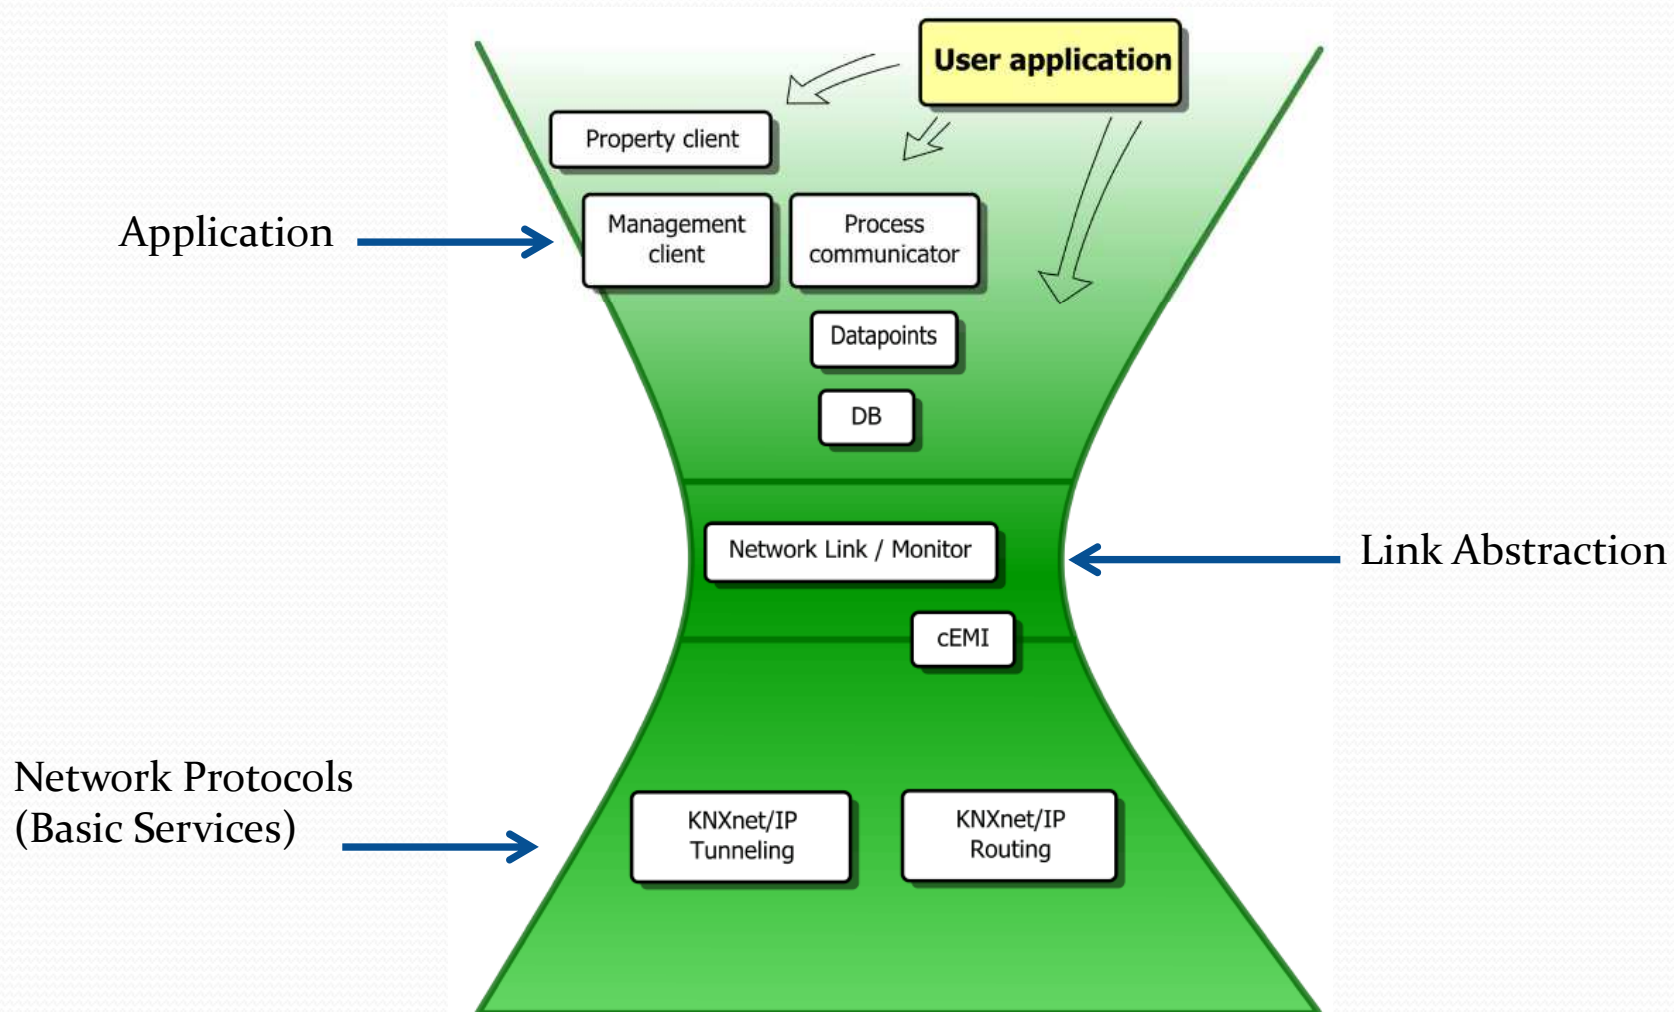 User application
Property client
Application
Management
client
Process
communicator
Datapoints
DB
Network Link / Monitor
Link Abstraction
cEMI
Network Protocols
(Basic Services)
KNXnet/IP
Tunneling
KNXnet/IP
Routing